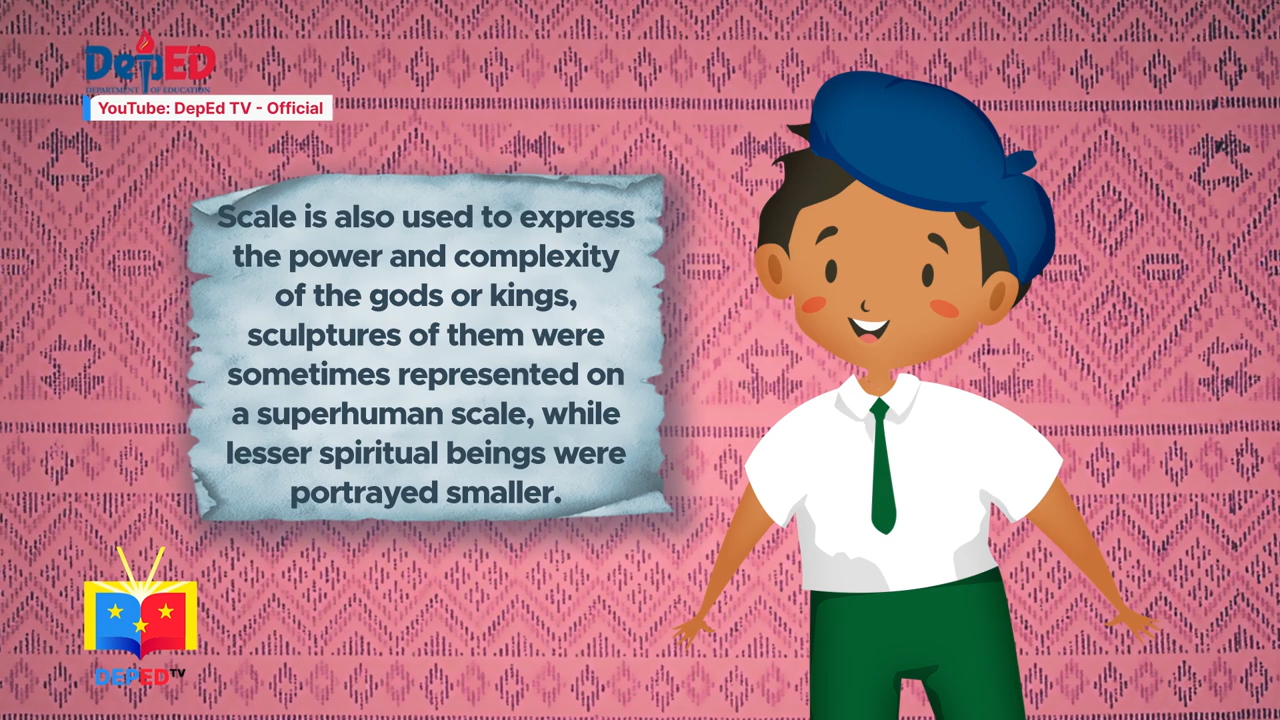 DepED
DEPARTMENT OF EDUCATION
YouTube: DepEd TV - Official
Scale is also used to express
the power and complexity
of the gods or kings,
sculptures of them were
sometimes represented on
a superhuman scale, while
lesser spiritual beings were
portrayed smaller.
DEPED TV